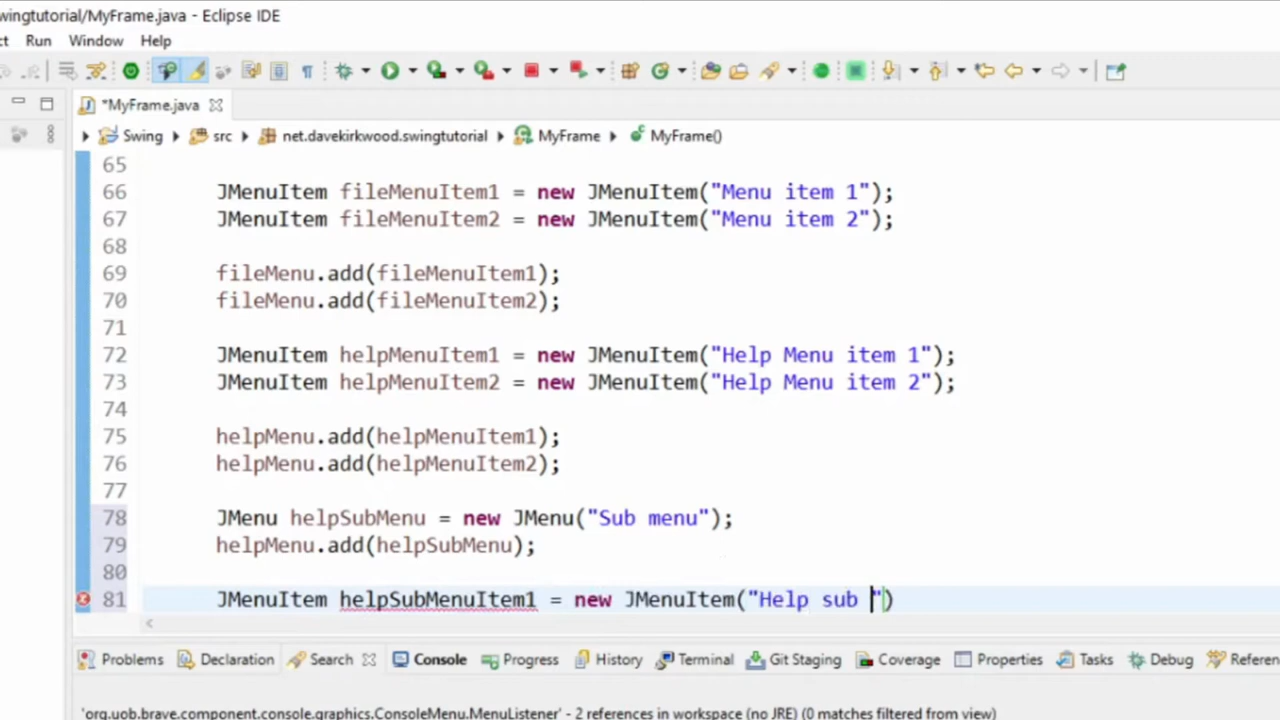 wingtutorial/MyFrame.java - Eclipse IDE
ct Run Window Help
*MyFrame.java
Swing src net.davekirkwood.swingtutorial MyFrame MyFrame()
65
66 JMenuItem fileMenuItem1 = new JMenuItem("Menu item 1");
67 JMenuItem fileMenuItem2 = new JMenuItem("Menu item 2");
68
69 fileMenu.add(fileMenuItem1);
70 fileMenu.add(fileMenuItem2);
71
72 JMenuItem helpMenuItem1 = new JMenuItem("Help Menu item 1");
73 JMenuItem helpMenuItem2 = new JMenuItem("Help Menu item 2");
74
75 helpMenu.add(helpMenuItem1);
76 helpMenu.add(helpMenuItem2);
77
78 JMenu helpSubMenu = new JMenu("Sub menu");
79 helpMenu.add(helpSubMenu);
80
81 JMenuItem helpSubMenuItem1 = new JMenuItem("Help sub ")
Problems Declaration Search Console Progress History Terminal Git Staging Coverage Properties Tasks Debug Referen
'org.uob.brave.component.console.graphics.ConsoleMenu.MenuListener' - 2 references in workspace (no JRE) (0 matches filtered from view)